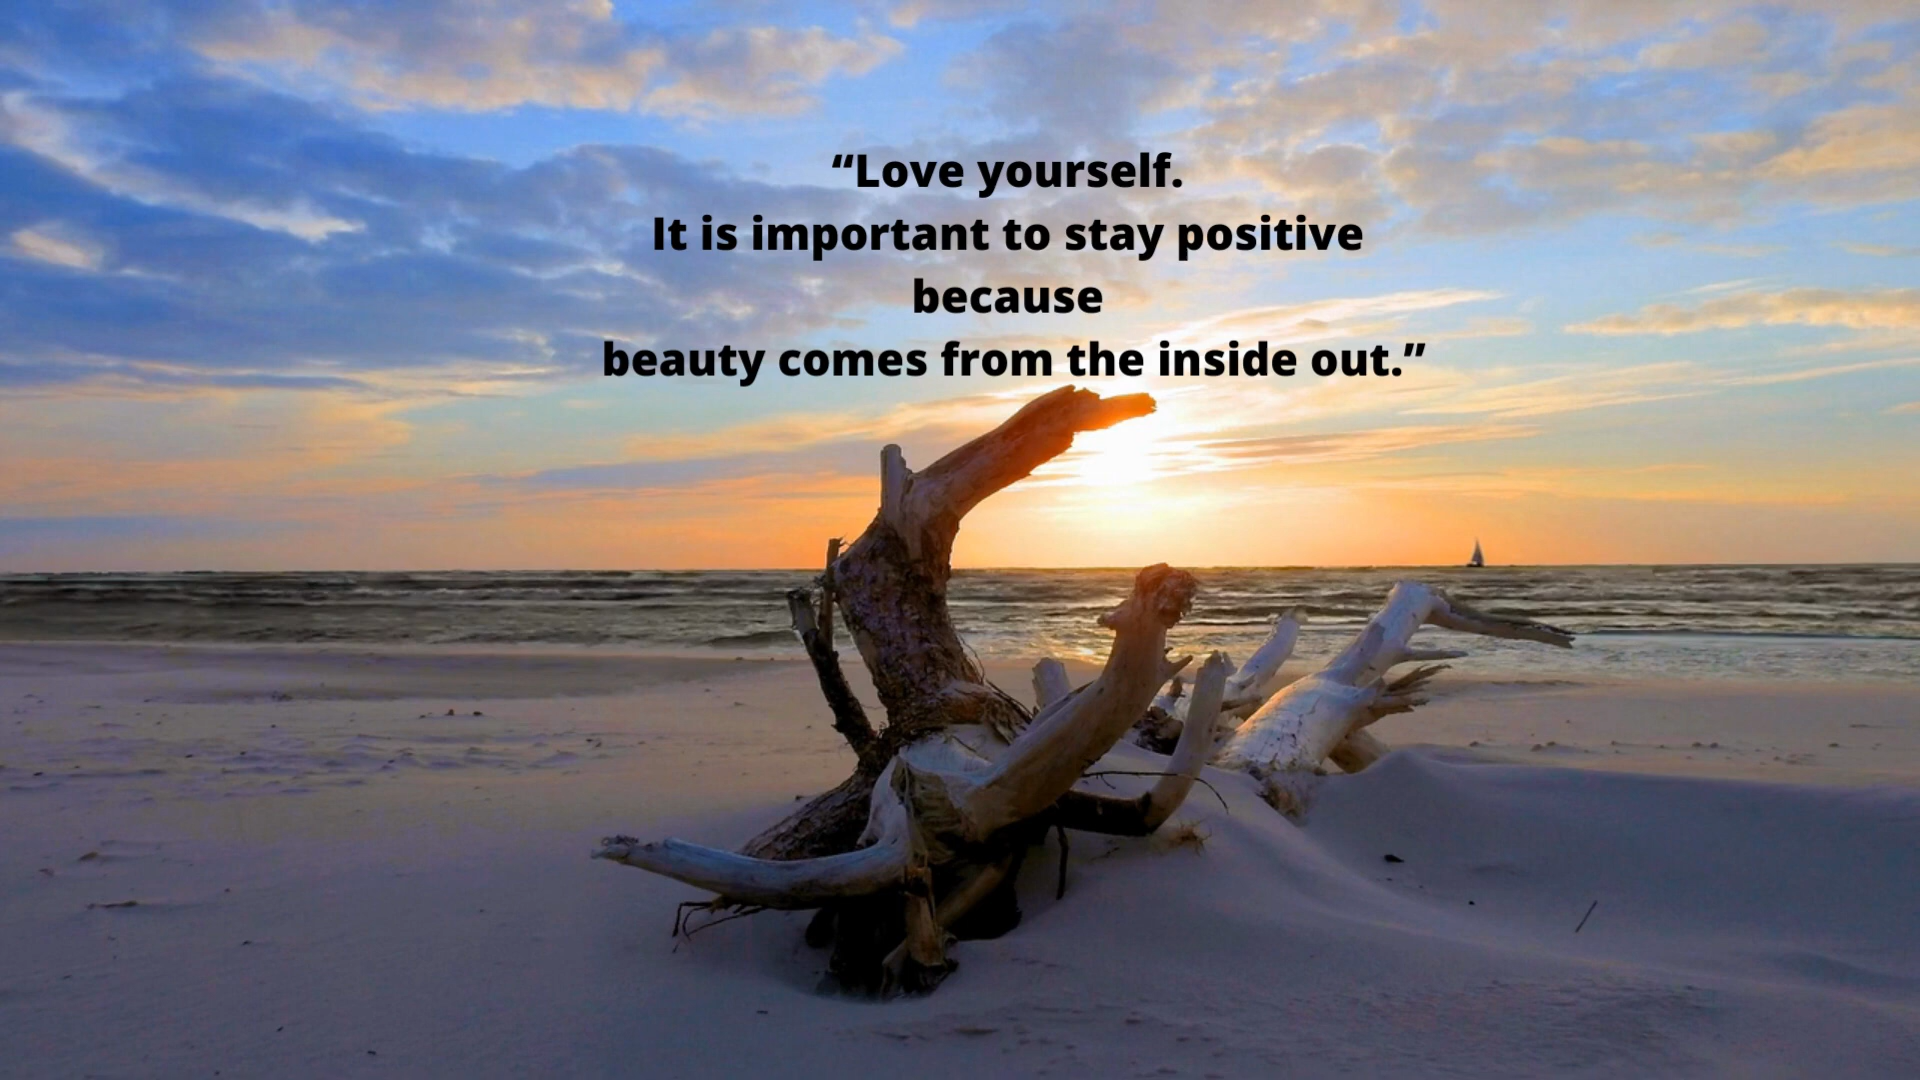 “Love yourself.
It is important to stay positive
because
beauty comes from the inside out.”